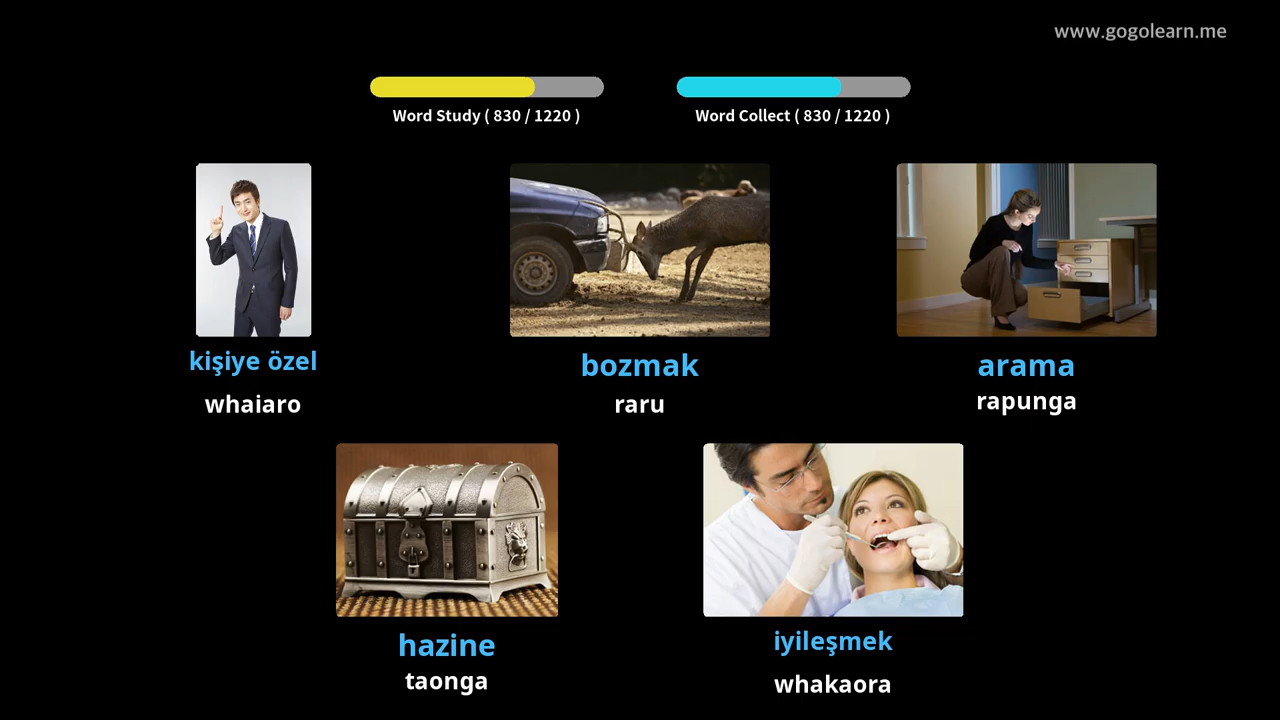 www.gogolearn.me
Word Study ( 830 / 1220 )
Word Collect ( 830 / 1220 )
kişiye özel
whaiaro
bozmak
raru
arama
rapunga
hazine
taonga
iyileşmek
whakaora